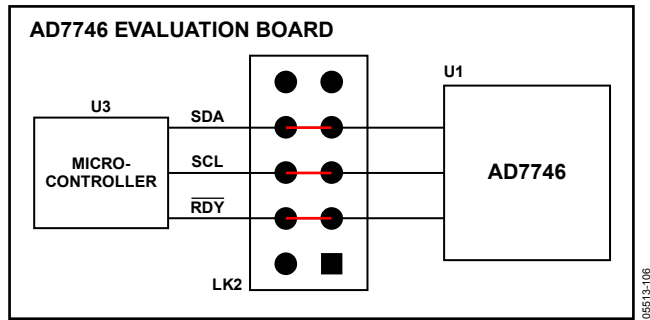 AD7746 EVALUATION BOARD
U1
U3
SDA
MICRO-
CONTROLLER
SCL
AD7746
RDY
LK2
05513-106